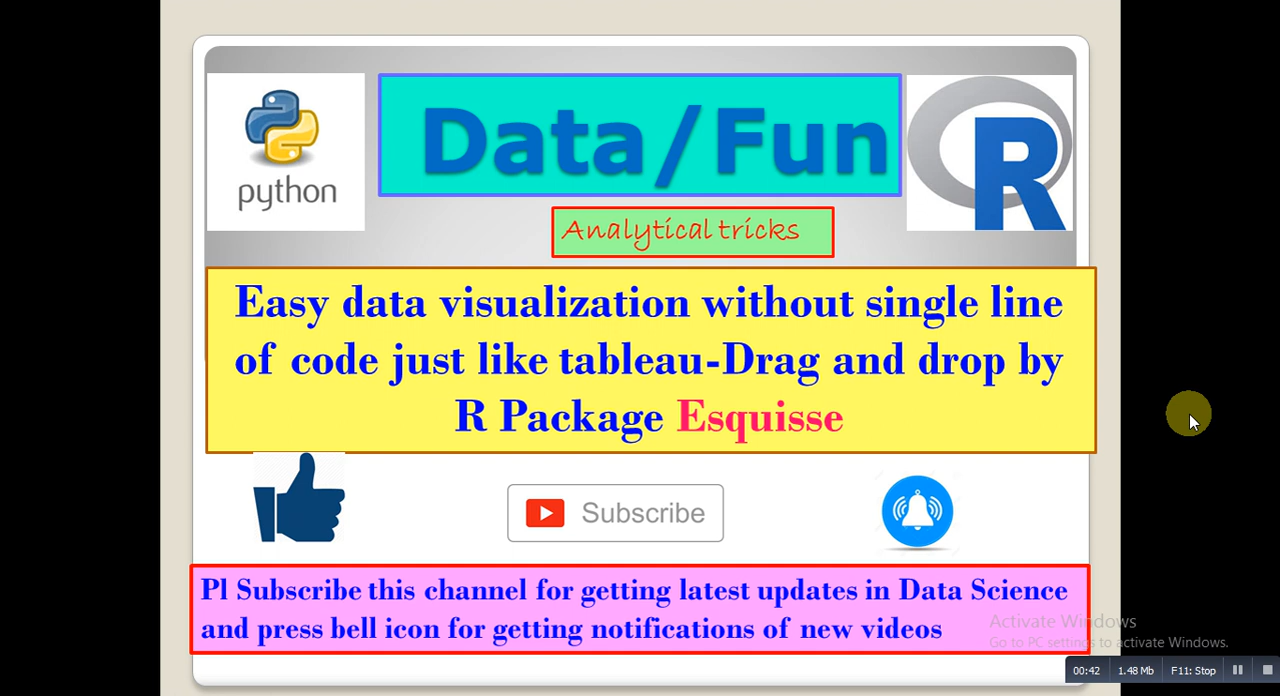 python
Data/Fun
R
Analytical tricks
Easy data visualization without single line
of code just like tableau-Drag and drop by
R Package Esquisse
Subscribe
Pl Subscribe this channel for getting latest updates in Data Science
and press bell icon for getting notifications of new videos
Activate Windows
Go to PC settings to activate Windows.
00:42 1.48 Mb F11: Stop